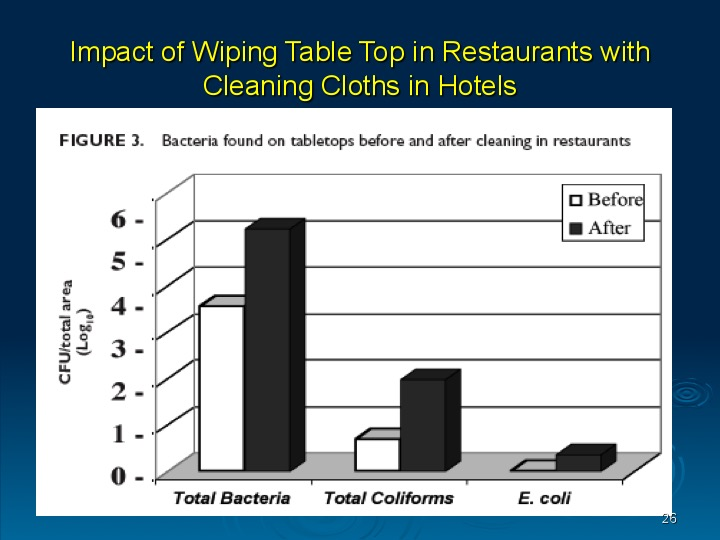 Impact of Wiping Table Top in Restaurants with
Cleaning Cloths in Hotels
FIGURE 3. Bacteria found on tabletops before and after cleaning in restaurants
Before
After
6 -
5 -
4 -
3 -
2 -
1 -
0 -
CFU/total area
(Log10)
Total Bacteria
Total Coliforms
E. coli
26